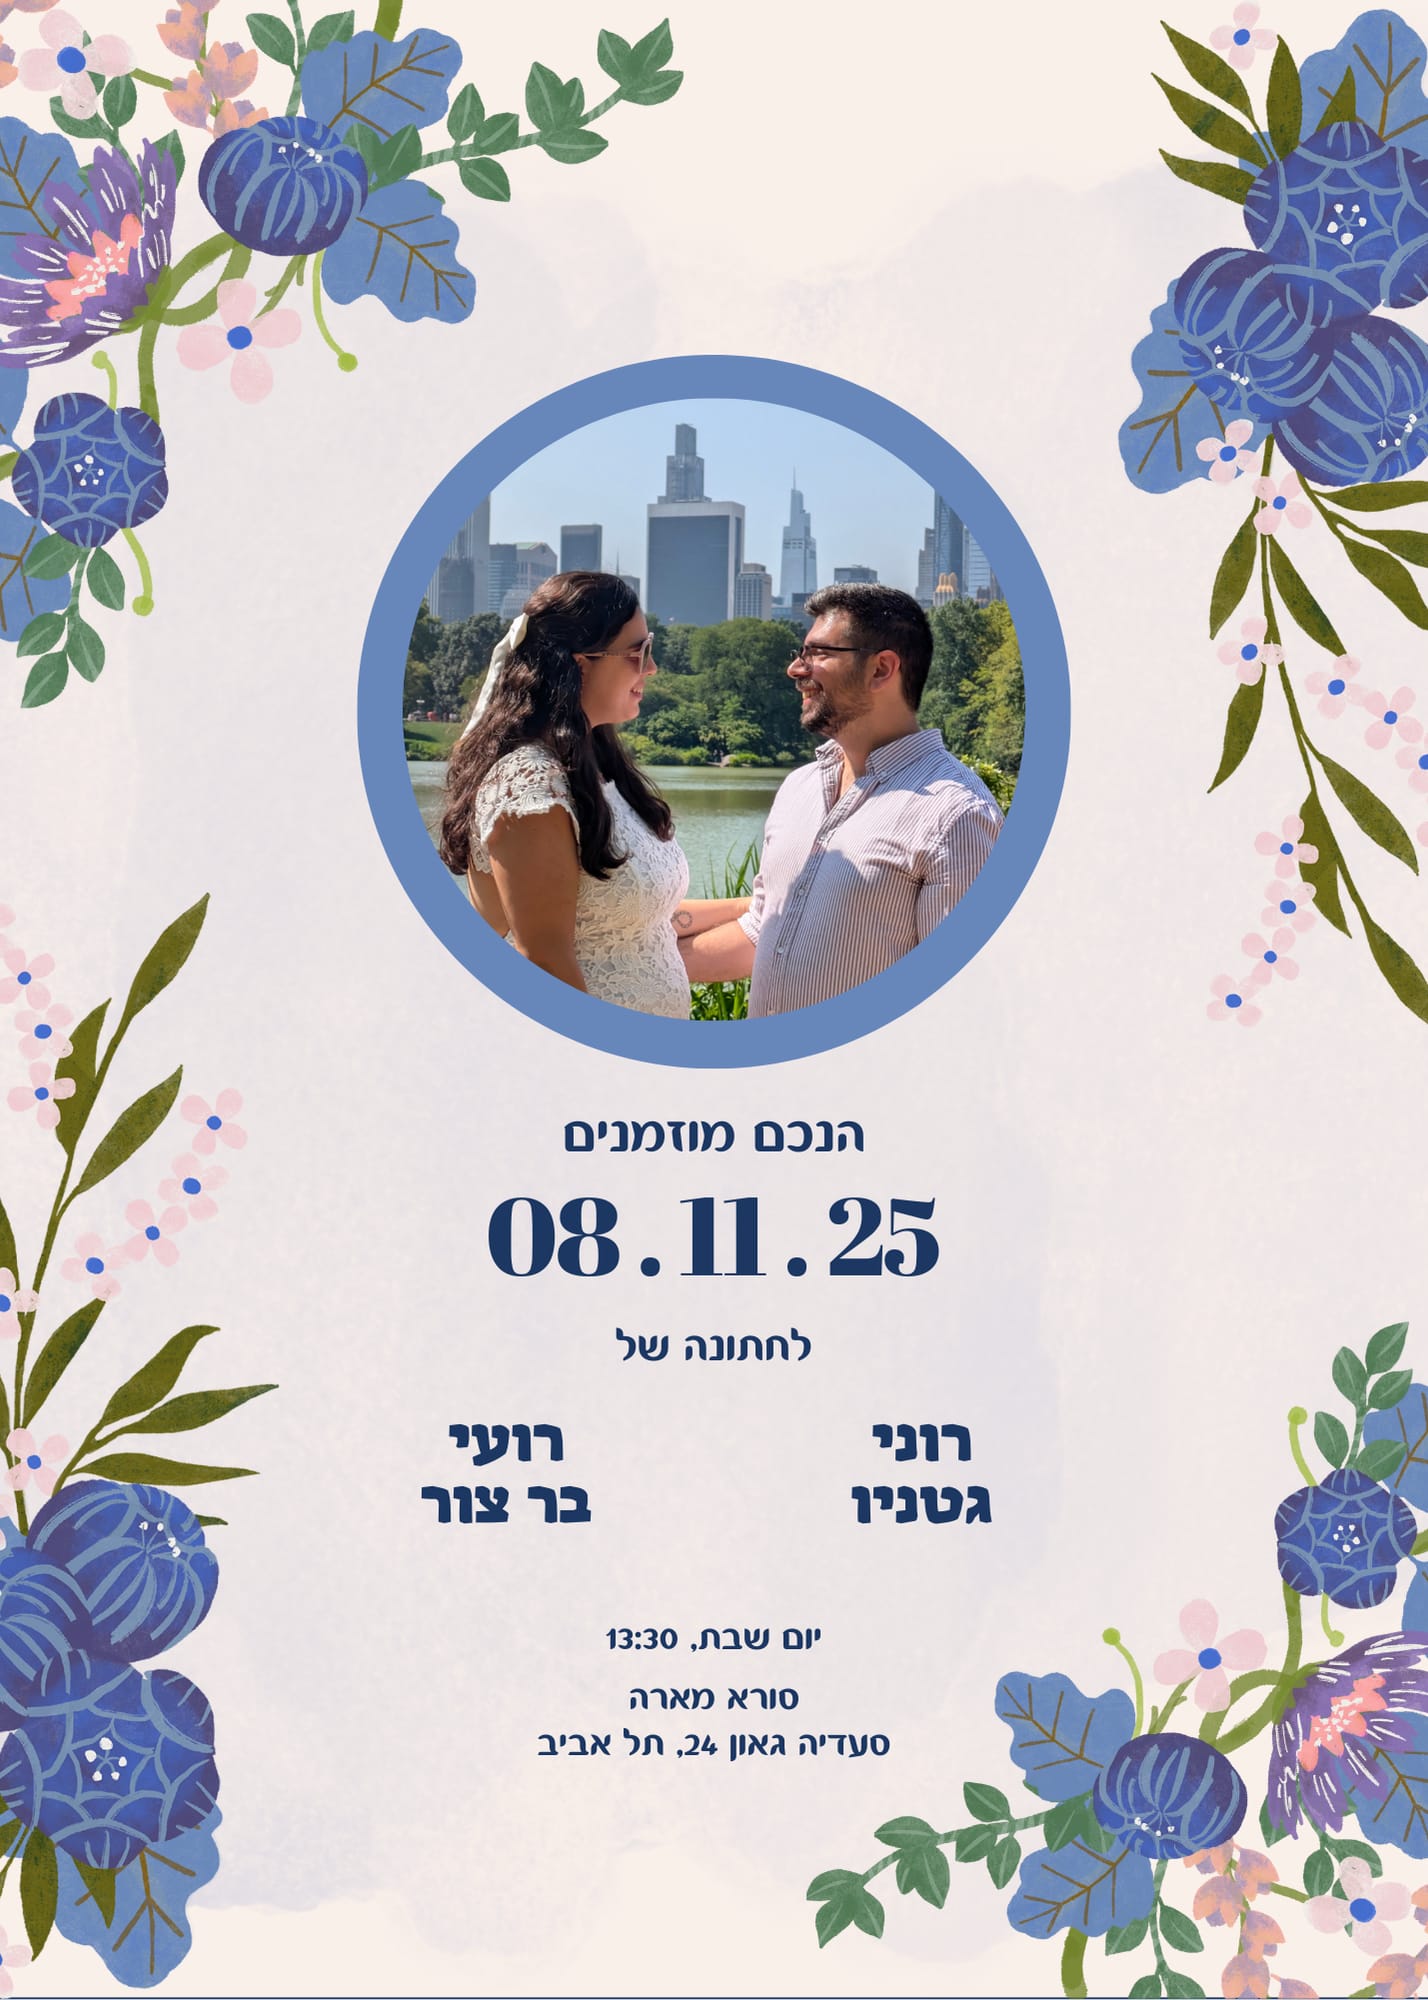 הנכם מוזמנים
08.11.25
לחתונה של
רוני
גטניו
רועי
בר צור
יום שבת, 13:30
סורא מארה
סעדיה גאון 24, תל אביב